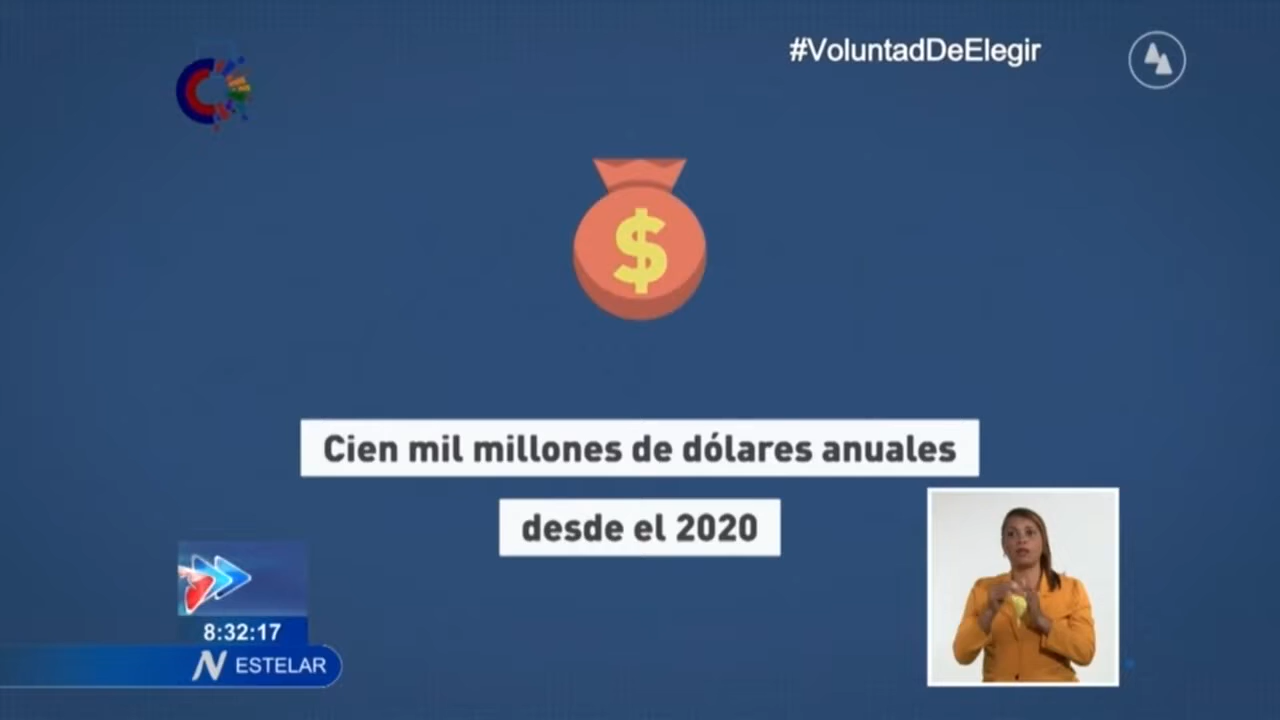 #VoluntadDeElegir
$
Cien mil millones de dólares anuales
desde el 2020
8:32:17
N ESTELAR